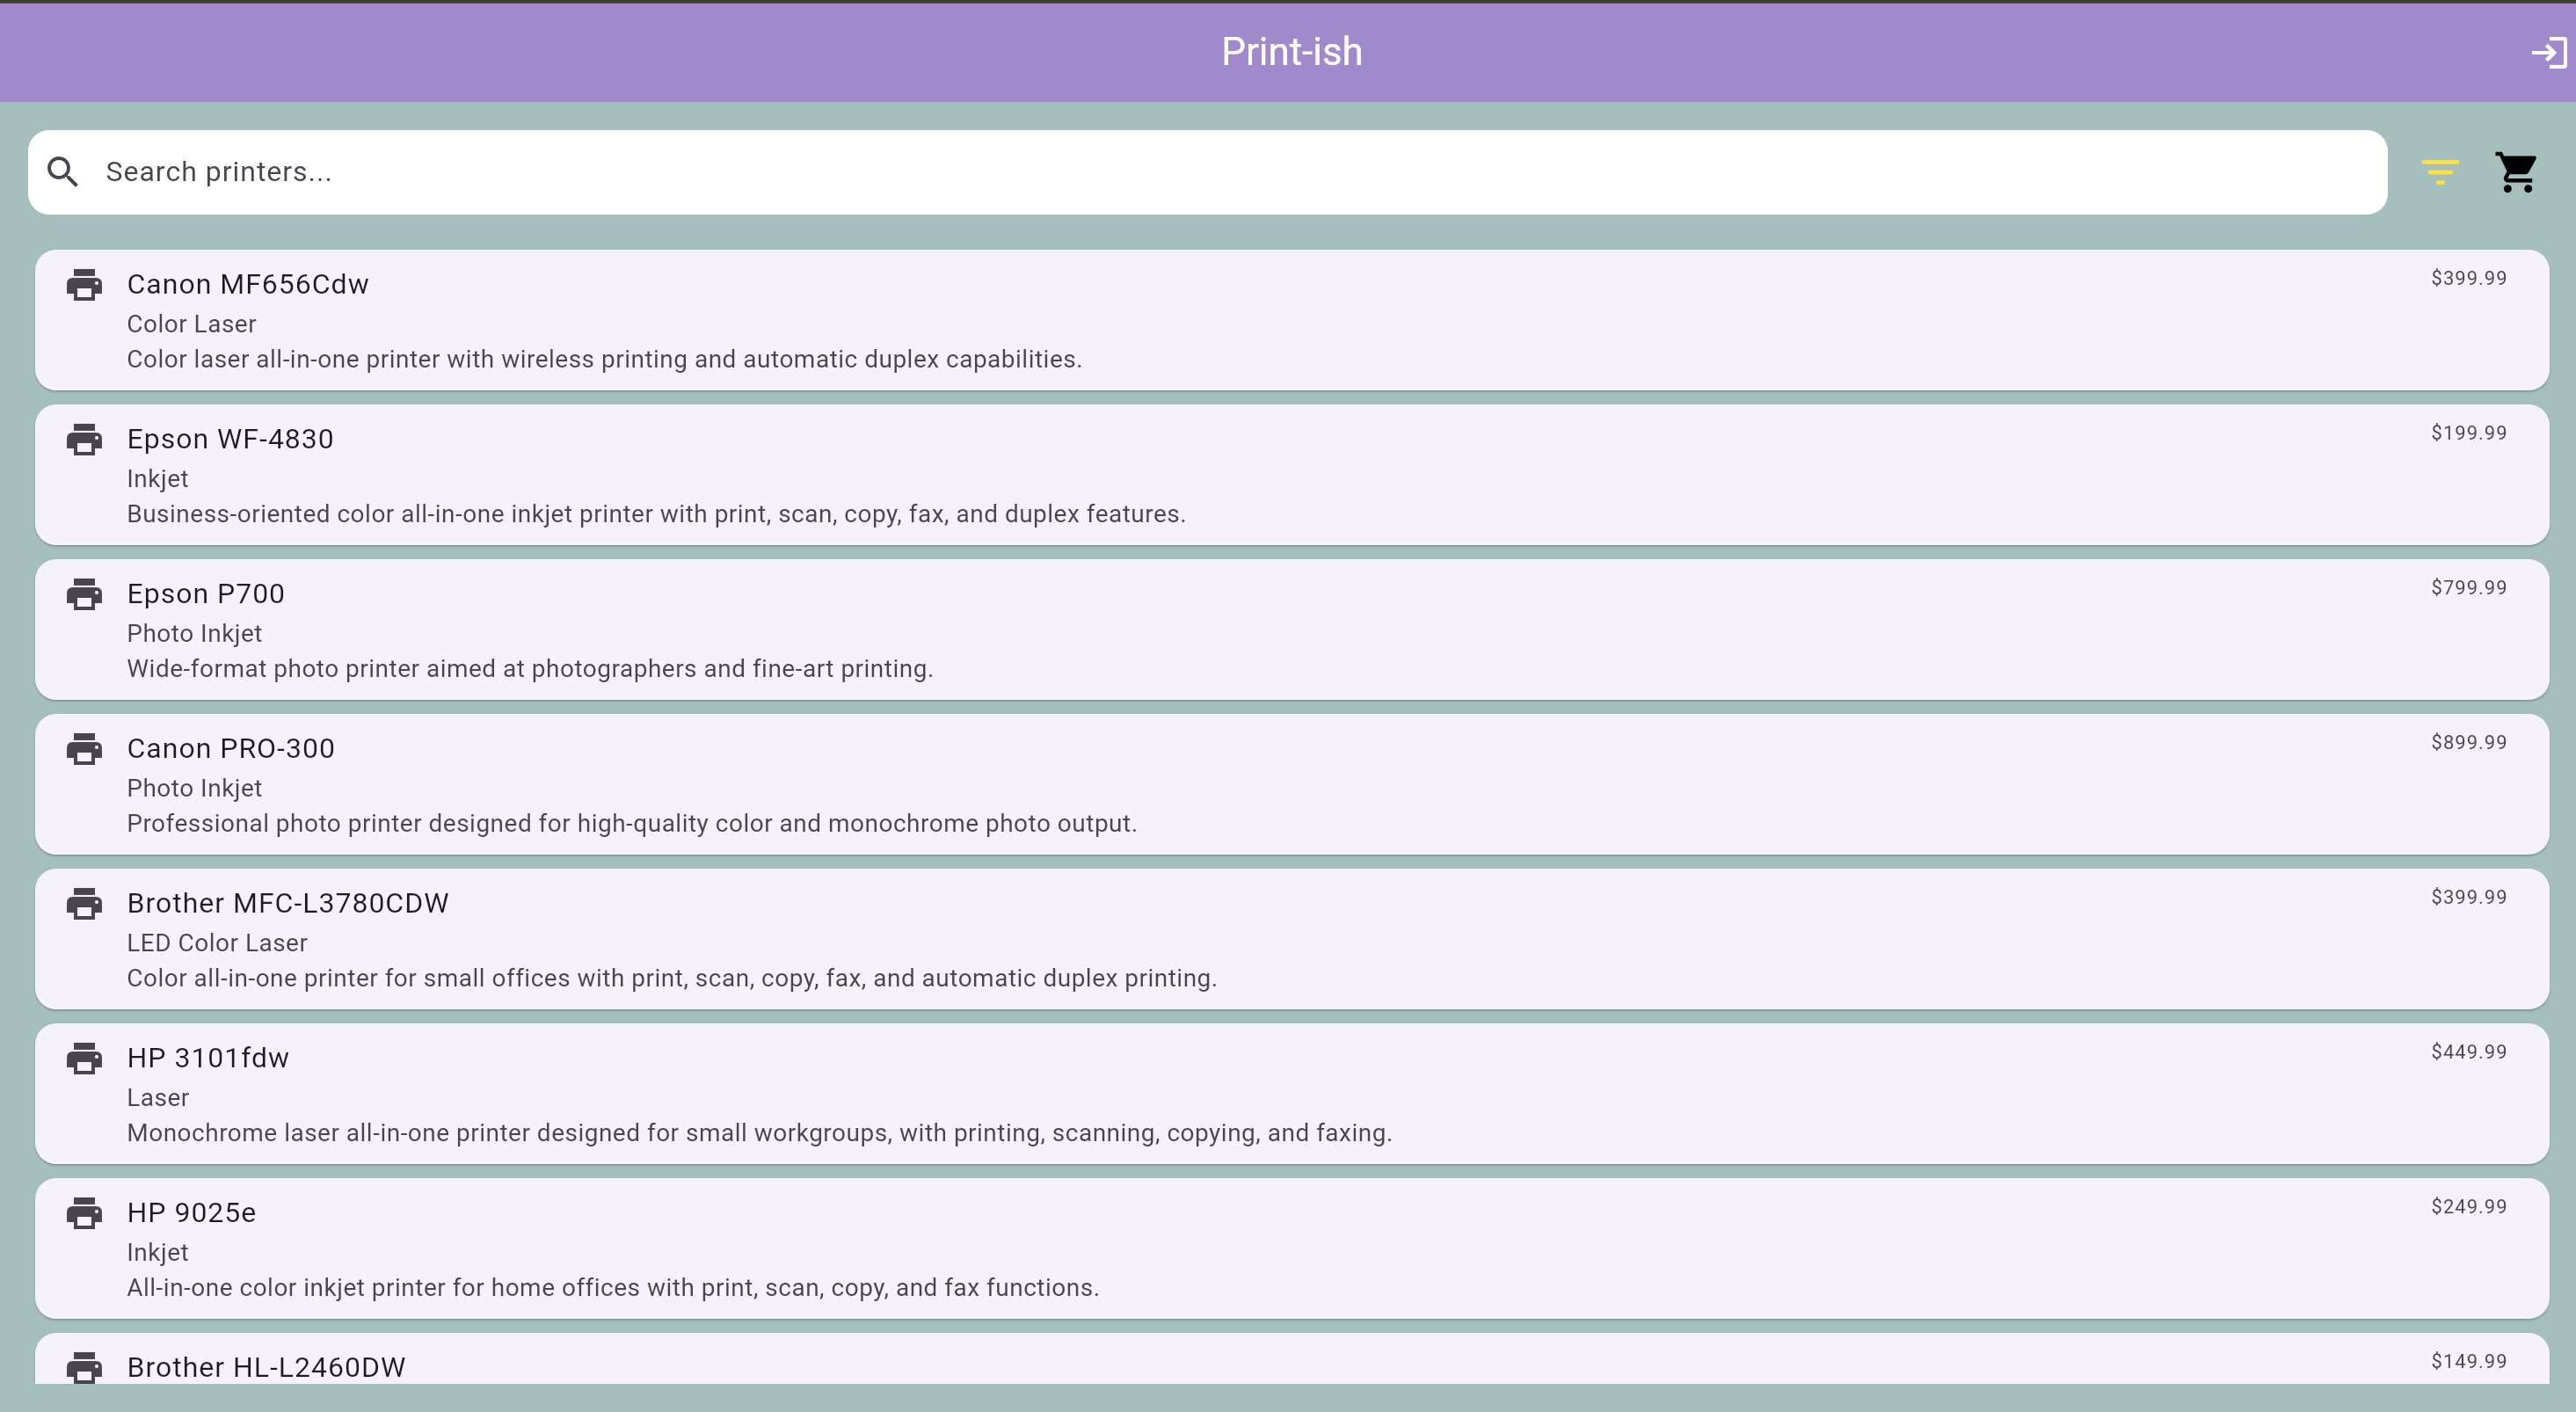 Print-ish
Search printers...
Canon MF656Cdw
$399.99
Color Laser
Color laser all-in-one printer with wireless printing and automatic duplex capabilities.
Epson WF-4830
$199.99
Inkjet
Business-oriented color all-in-one inkjet printer with print, scan, copy, fax, and duplex features.
Epson P700
$799.99
Photo Inkjet
Wide-format photo printer aimed at photographers and fine-art printing.
Canon PRO-300
$899.99
Photo Inkjet
Professional photo printer designed for high-quality color and monochrome photo output.
Brother MFC-L3780CDW
$399.99
LED Color Laser
Color all-in-one printer for small offices with print, scan, copy, fax, and automatic duplex printing.
HP 3101fdw
$449.99
Laser
Monochrome laser all-in-one printer designed for small workgroups, with printing, scanning, copying, and faxing.
HP 9025e
$249.99
Inkjet
All-in-one color inkjet printer for home offices with print, scan, copy, and fax functions.
Brother HL-L2460DW
$149.99